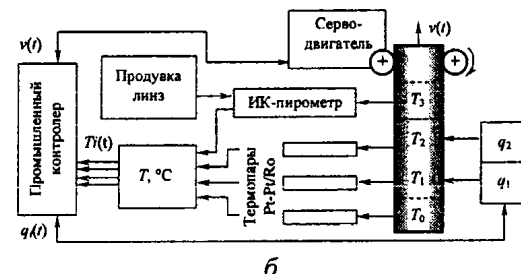 v(t)
Серво-
двигатель
v(t)
+
+
Продувка
линз
ИК-пирометр
T₃
Промышленный
контролер
Ti(t)
T, °C
Термопары
Pt-Pt/Ro
T₂
T₁
T₀
q₂
q₁
qᵢ(t)
б